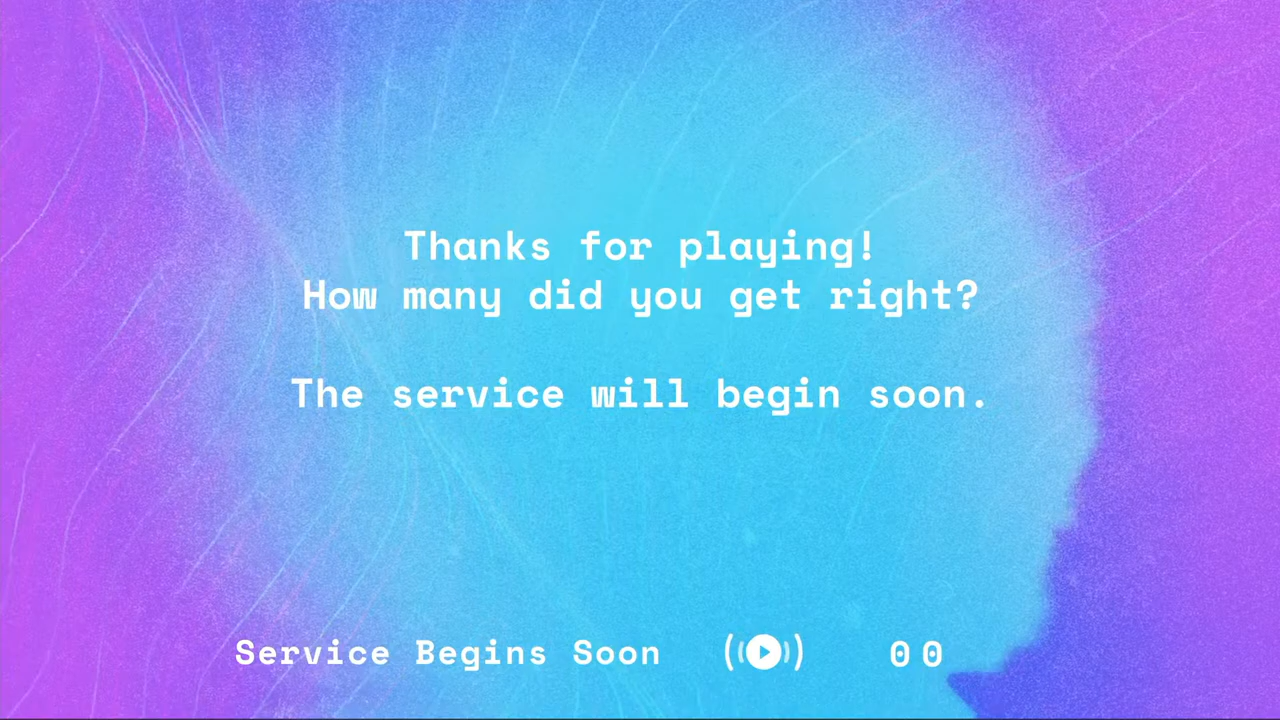 Thanks for playing!
How many did you get right?
The service will begin soon.
Service Begins Soon 00